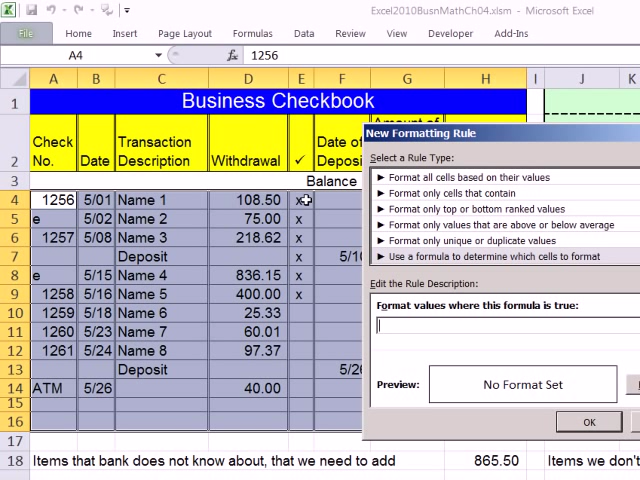 Excel2010BusnMathCh04.xlsm - Microsoft Excel
File Home Insert Page Layout Formulas Data Review View Developer Add-Ins
A4 fx 1256
A B C D E F G H I J K
1 Business Checkbook
2 Check No. Date Transaction Description Withdrawal ✓ Date of Deposi Amount of
3 Balance
4 1256 5/01 Name 1 108.50 x
5 e 5/02 Name 2 75.00 x
6 1257 5/08 Name 3 218.62 x
7 Deposit x 5/10
8 e 5/15 Name 4 836.15 x
9 1258 5/16 Name 5 400.00 x
10 1259 5/18 Name 6 25.33
11 1260 5/23 Name 7 60.01
12 1261 5/24 Name 8 97.37
13 Deposit 5/26
14 ATM 5/26 40.00
15
16
17
18 Items that bank does not know about, that we need to add 865.50 Items we don't
New Formatting Rule
Select a Rule Type:
► Format all cells based on their values
► Format only cells that contain
► Format only top or bottom ranked values
► Format only values that are above or below average
► Format only unique or duplicate values
► Use a formula to determine which cells to format
Edit the Rule Description:
Format values where this formula is true:
Preview: No Format Set
OK